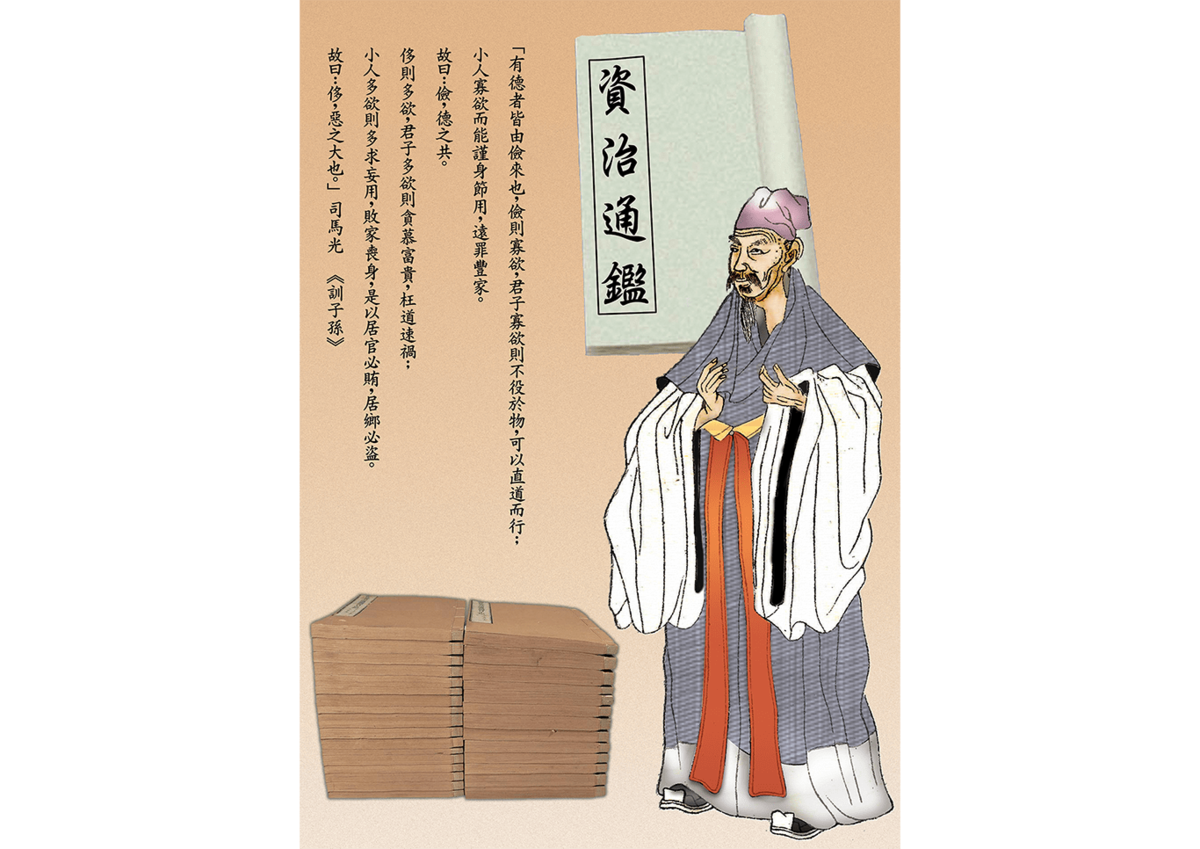 資治通鑑
「有德者皆由儉來也，儉則寡欲，君子寡欲則不役於物，可以直道而行；
小人寡欲而能謹身節用，遠罪豐家。
故曰：儉，德之共。
侈則多欲，君子多欲則貪慕富貴，枉道速禍；
小人多欲則多求妄用，敗家喪身，是以居官必賄，居鄉必盜。
故曰：侈，惡之大也。」司馬光　《訓子孫》